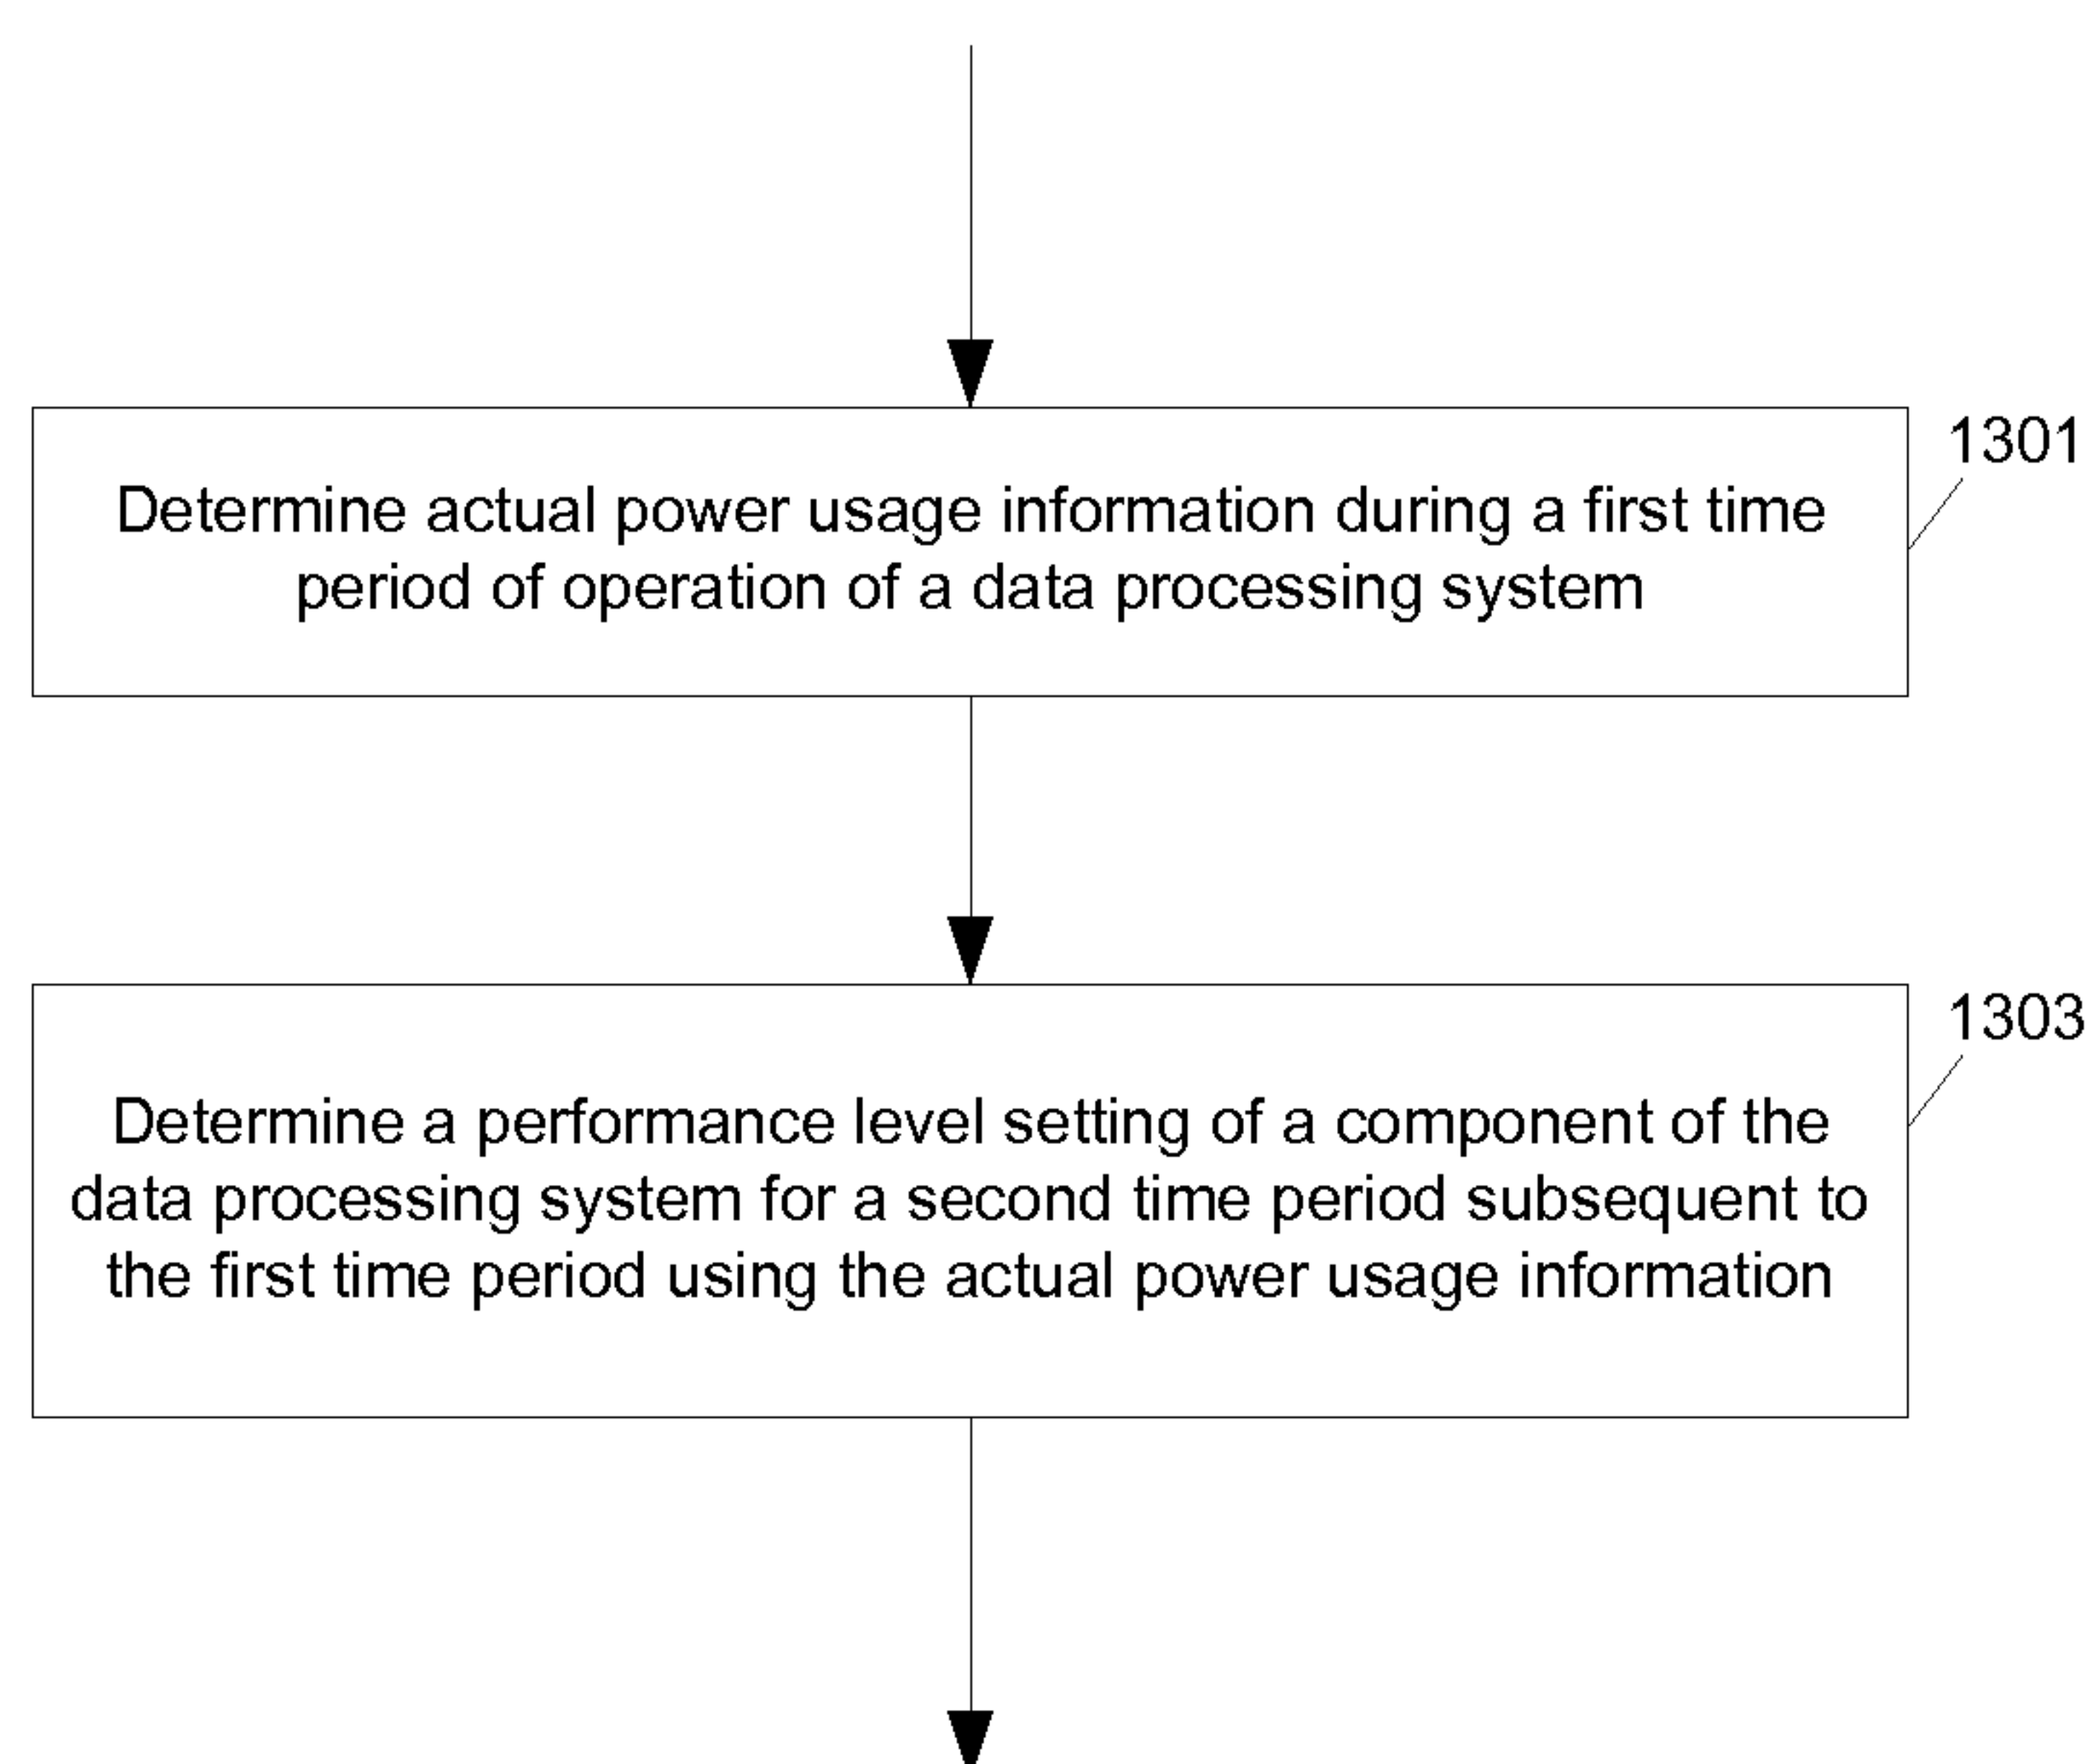 1301
Determine actual power usage information during a first time
period of operation of a data processing system
1303
Determine a performance level setting of a component of the
data processing system for a second time period subsequent to
the first time period using the actual power usage information